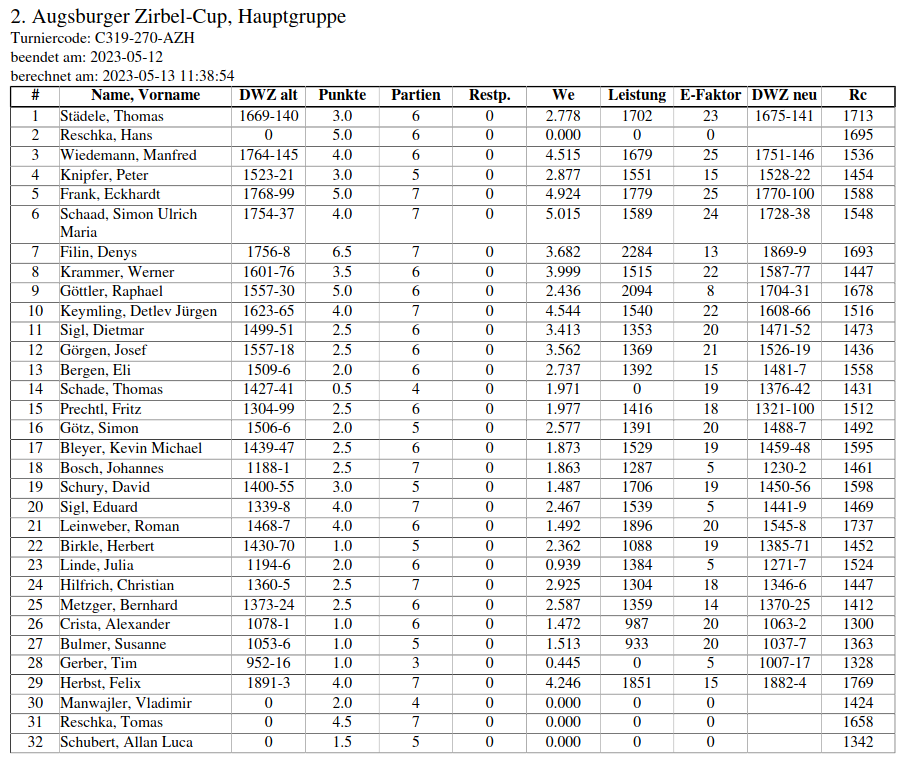 2. Augsburger Zirbel-Cup, Hauptgruppe
Turniercode: C319-270-AZH
beendet am: 2023-05-12
berechnet am: 2023-05-13 11:38:54
# Name, Vorname DWZ alt Punkte Partien Restp. We Leistung E-Faktor DWZ neu Rc
1 Städele, Thomas 1669-140 3.0 6 0 2.778 1702 23 1675-141 1713
2 Reschka, Hans 0 5.0 6 0 0.000 0 0 1695
3 Wiedemann, Manfred 1764-145 4.0 6 0 4.515 1679 25 1751-146 1536
4 Knipfer, Peter 1523-21 3.0 5 0 2.877 1551 15 1528-22 1454
5 Frank, Eckhardt 1768-99 5.0 7 0 4.924 1779 25 1770-100 1588
6 Schaad, Simon Ulrich 1754-37 4.0 7 0 5.015 1589 24 1728-38 1548
Maria
7 Filin, Denys 1756-8 6.5 7 0 3.682 2284 13 1869-9 1693
8 Krammer, Werner 1601-76 3.5 6 0 3.999 1515 22 1587-77 1447
9 Göttler, Raphael 1557-30 5.0 6 0 2.436 2094 8 1704-31 1678
10 Keymling, Detlev Jürgen 1623-65 4.0 7 0 4.544 1540 22 1608-66 1516
11 Sigl, Dietmar 1499-51 2.5 6 0 3.413 1353 20 1471-52 1473
12 Görgen, Josef 1557-18 2.5 6 0 3.562 1369 21 1526-19 1436
13 Bergen, Eli 1509-6 2.0 6 0 2.737 1392 15 1481-7 1558
14 Schade, Thomas 1427-41 0.5 4 0 1.971 0 19 1376-42 1431
15 Prechtl, Fritz 1304-99 2.5 6 0 1.977 1416 18 1321-100 1512
16 Götz, Simon 1506-6 2.0 5 0 2.577 1391 20 1488-7 1492
17 Bleyer, Kevin Michael 1439-47 2.5 6 0 1.873 1529 19 1459-48 1595
18 Bosch, Johannes 1188-1 2.5 7 0 1.863 1287 5 1230-2 1461
19 Schury, David 1400-55 3.0 5 0 1.487 1706 19 1450-56 1598
20 Sigl, Eduard 1339-8 4.0 7 0 2.467 1539 5 1441-9 1469
21 Leinweber, Roman 1468-7 4.0 6 0 1.492 1896 20 1545-8 1737
22 Birkle, Herbert 1430-70 1.0 5 0 2.362 1088 19 1385-71 1452
23 Linde, Julia 1194-6 2.0 6 0 0.939 1384 5 1271-7 1524
24 Hilfrich, Christian 1360-5 2.5 7 0 2.925 1304 18 1346-6 1447
25 Metzger, Bernhard 1373-24 2.5 6 0 2.587 1359 14 1370-25 1412
26 Crista, Alexander 1078-1 1.0 6 0 1.472 987 20 1063-2 1300
27 Bulmer, Susanne 1053-6 1.0 5 0 1.513 933 20 1037-7 1363
28 Gerber, Tim 952-16 1.0 3 0 0.445 0 5 1007-17 1328
29 Herbst, Felix 1891-3 4.0 7 0 4.246 1851 15 1882-4 1769
30 Manwajler, Vladimir 0 2.0 4 0 0.000 0 0 1424
31 Reschka, Tomas 0 4.5 7 0 0.000 0 0 1658
32 Schubert, Allan Luca 0 1.5 5 0 0.000 0 0 1342